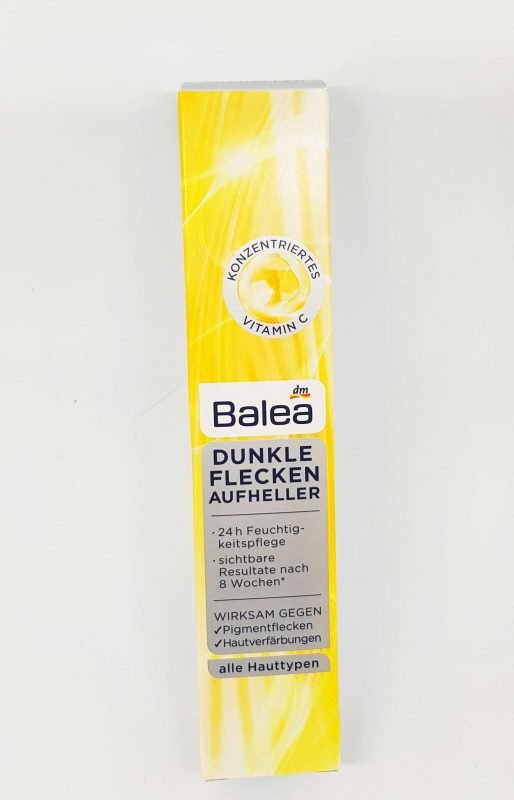 KONZENTRIERTES
VITAMIN C
dm
Balea
DUNKLE
FLECKEN
AUFHELLER
· 24h Feuchtig-
keitspflege
· sichtbare
Resultate nach
8 Wochen*
WIRKSAM GEGEN
✓Pigmentflecken
✓Hautverfärbungen
alle Hauttypen